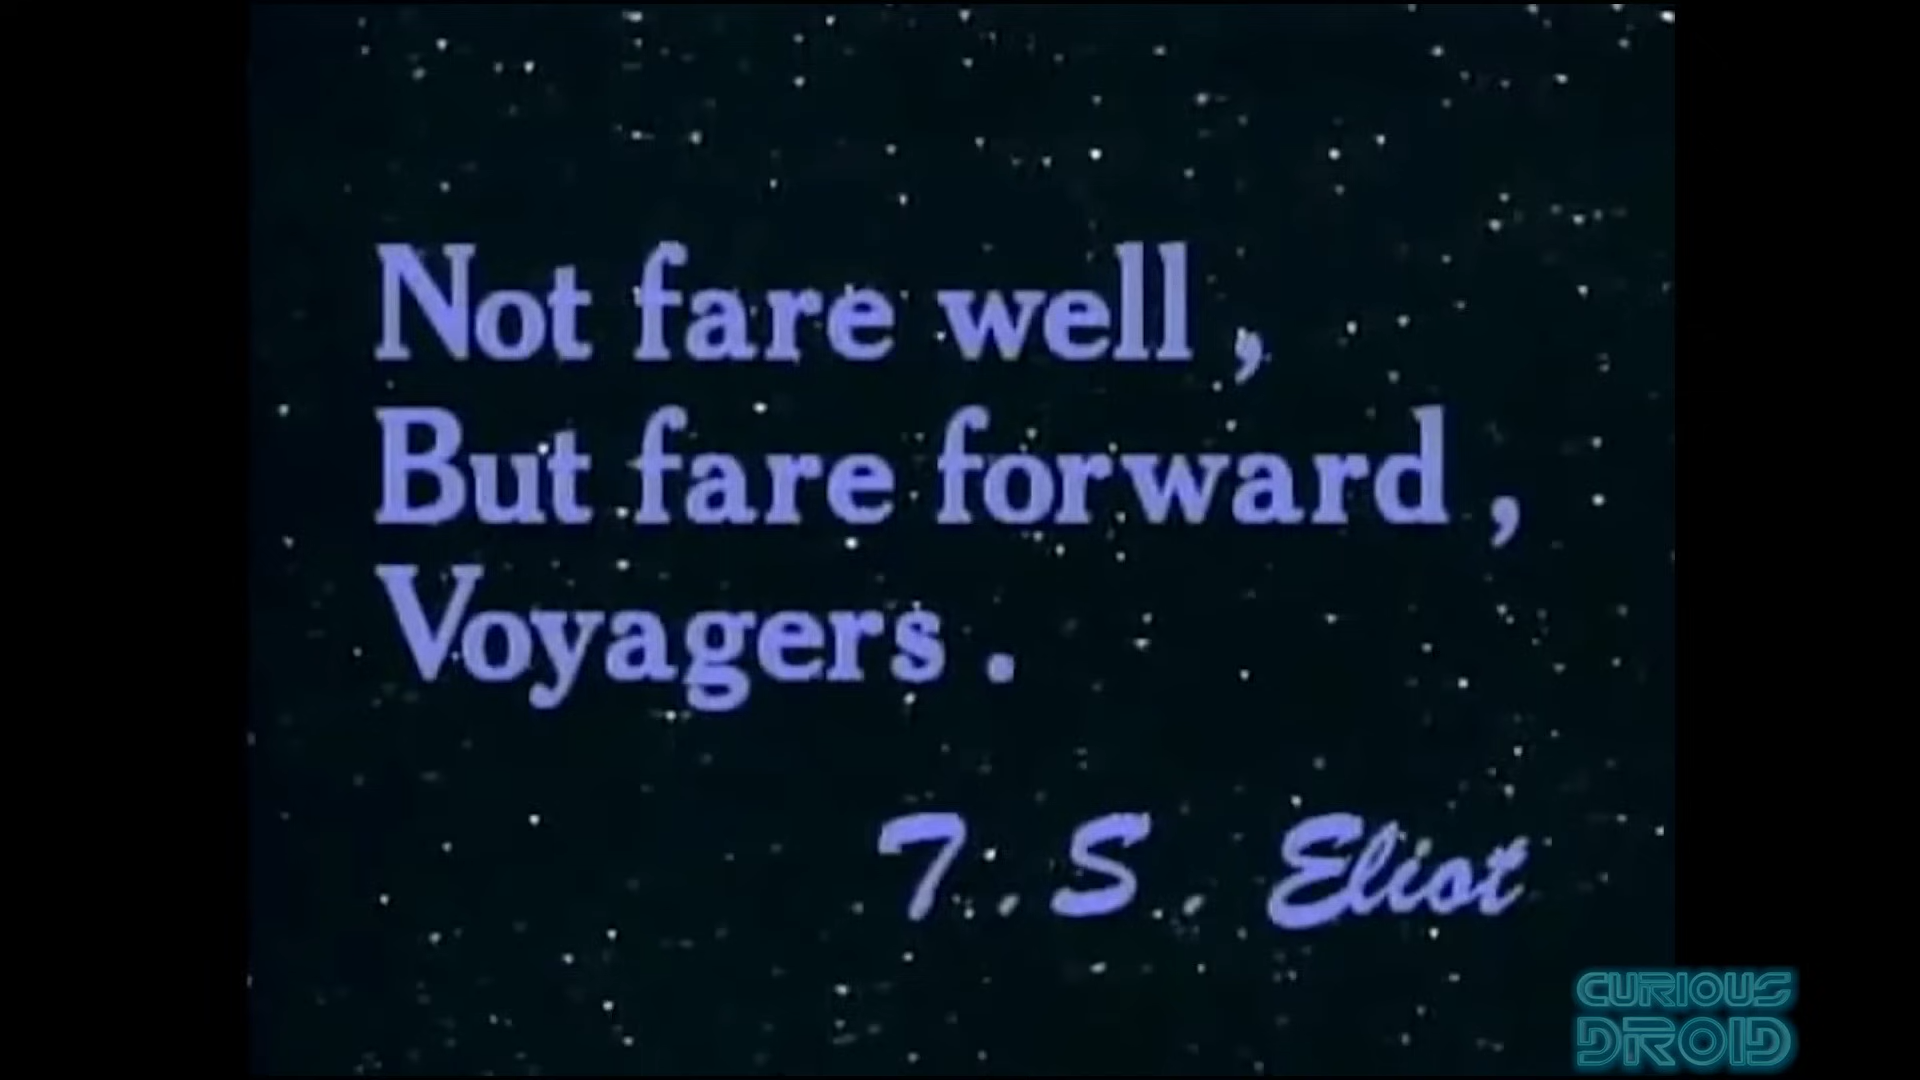 Not fare well,
But fare forward,
Voyagers.
T. S. Eliot
CURIOUS
DROID